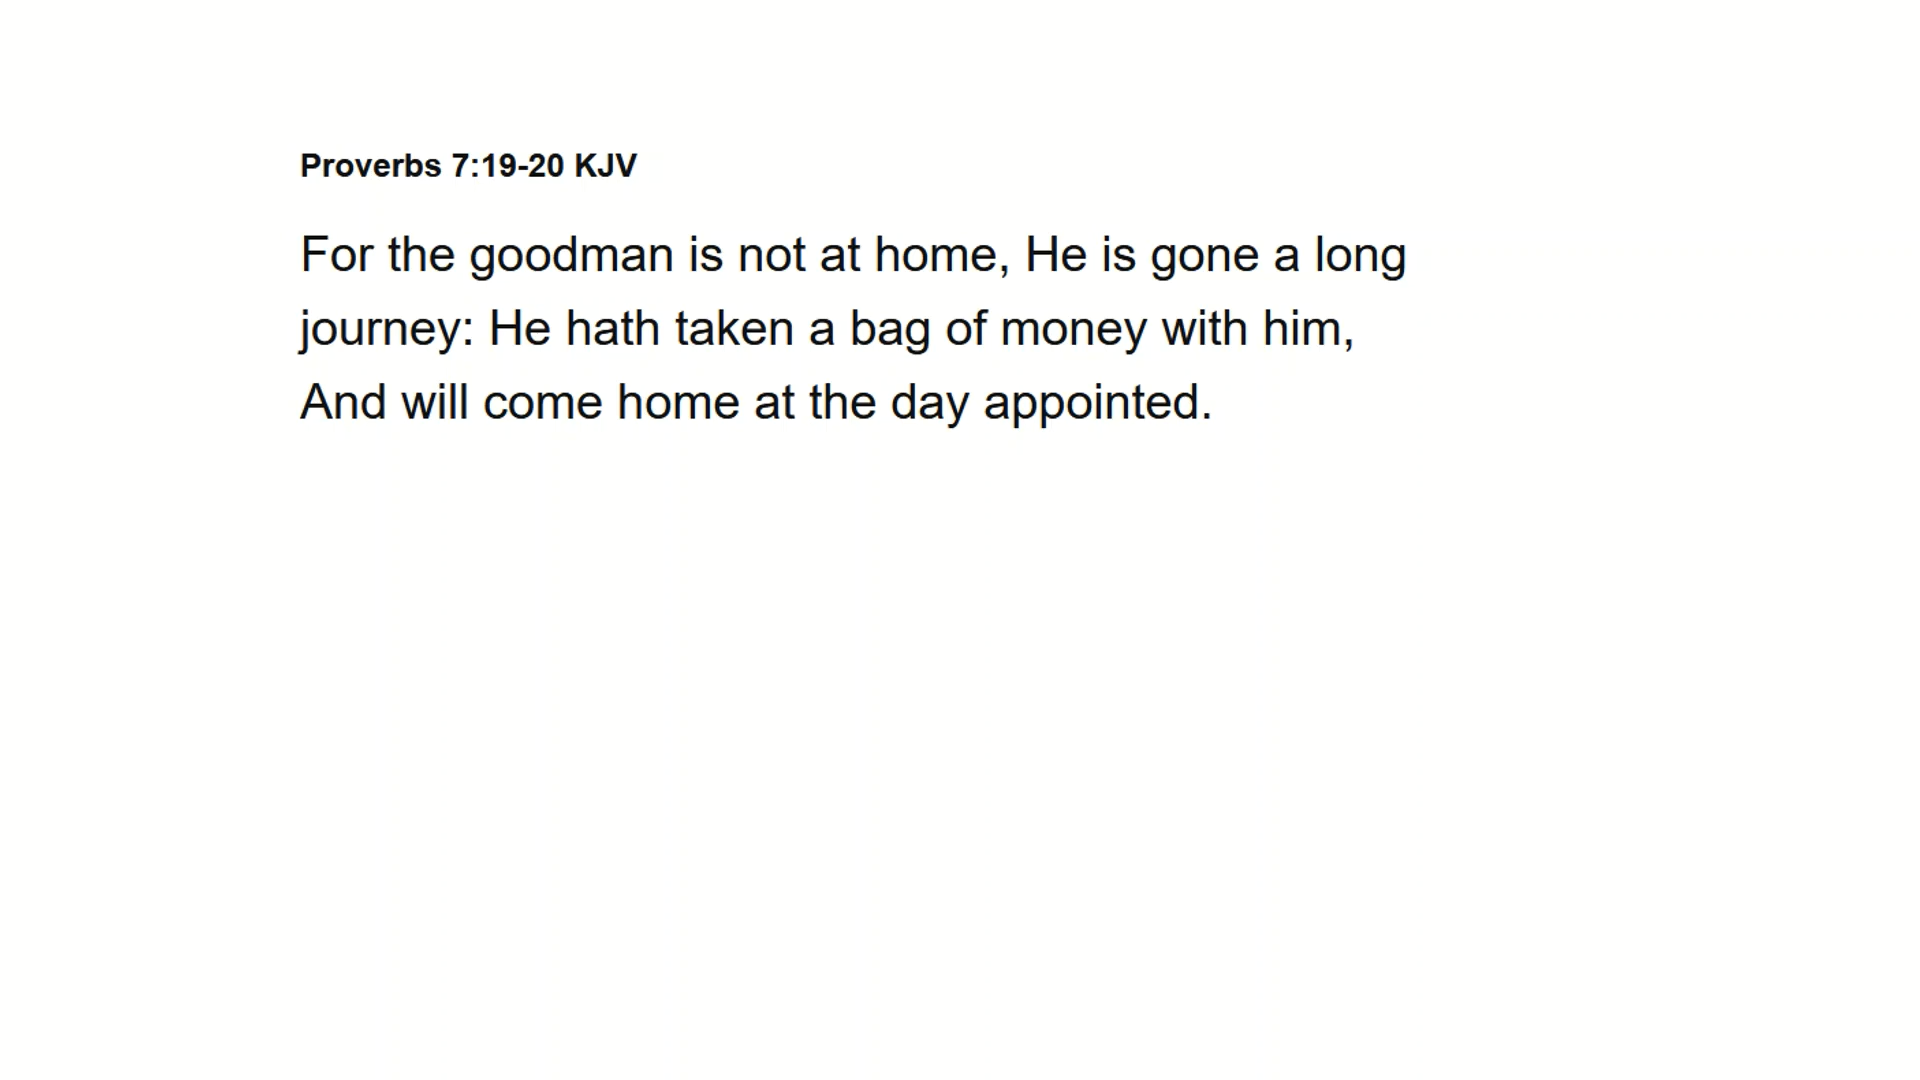 Proverbs 7:19-20 KJV
For the goodman is not at home, He is gone a long
journey: He hath taken a bag of money with him,
And will come home at the day appointed.